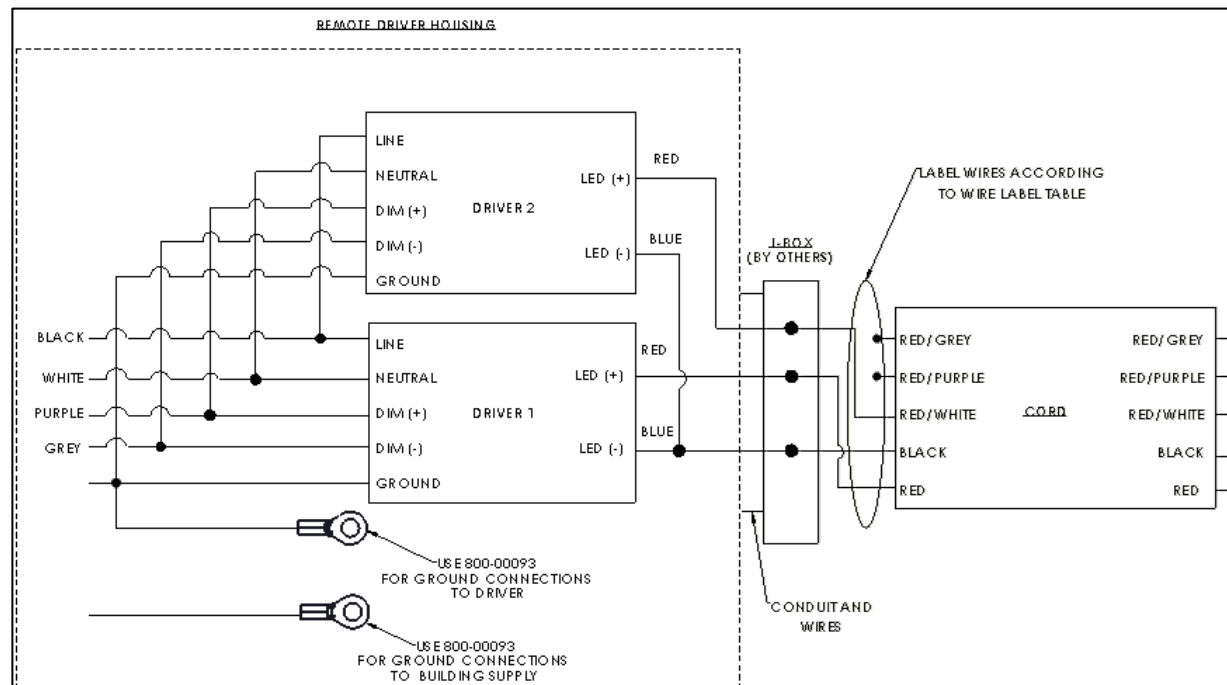 REMOTE DRIVER HOUSING
LINE
NEUTRAL
DIM (+)
DIM (-)
GROUND
DRIVER 2
LED (+)
LED (-)
RED
BLUE
BLACK
WHITE
PURPLE
GREY
LINE
NEUTRAL
DIM (+)
DIM (-)
GROUND
DRIVER 1
LED (+)
LED (-)
RED
BLUE
J-BOX
(BY OTHERS)
LABEL WIRES ACCORDING
TO WIRE LABEL TABLE
RED/GREY
RED/PURPLE
RED/WHITE
BLACK
RED
CORD
RED/GREY
RED/PURPLE
RED/WHITE
BLACK
RED
USE 800-00093
FOR GROUND CONNECTIONS
TO DRIVER
USE 800-00093
FOR GROUND CONNECTIONS
TO BUILDING SUPPLY
CONDUIT AND
WIRES